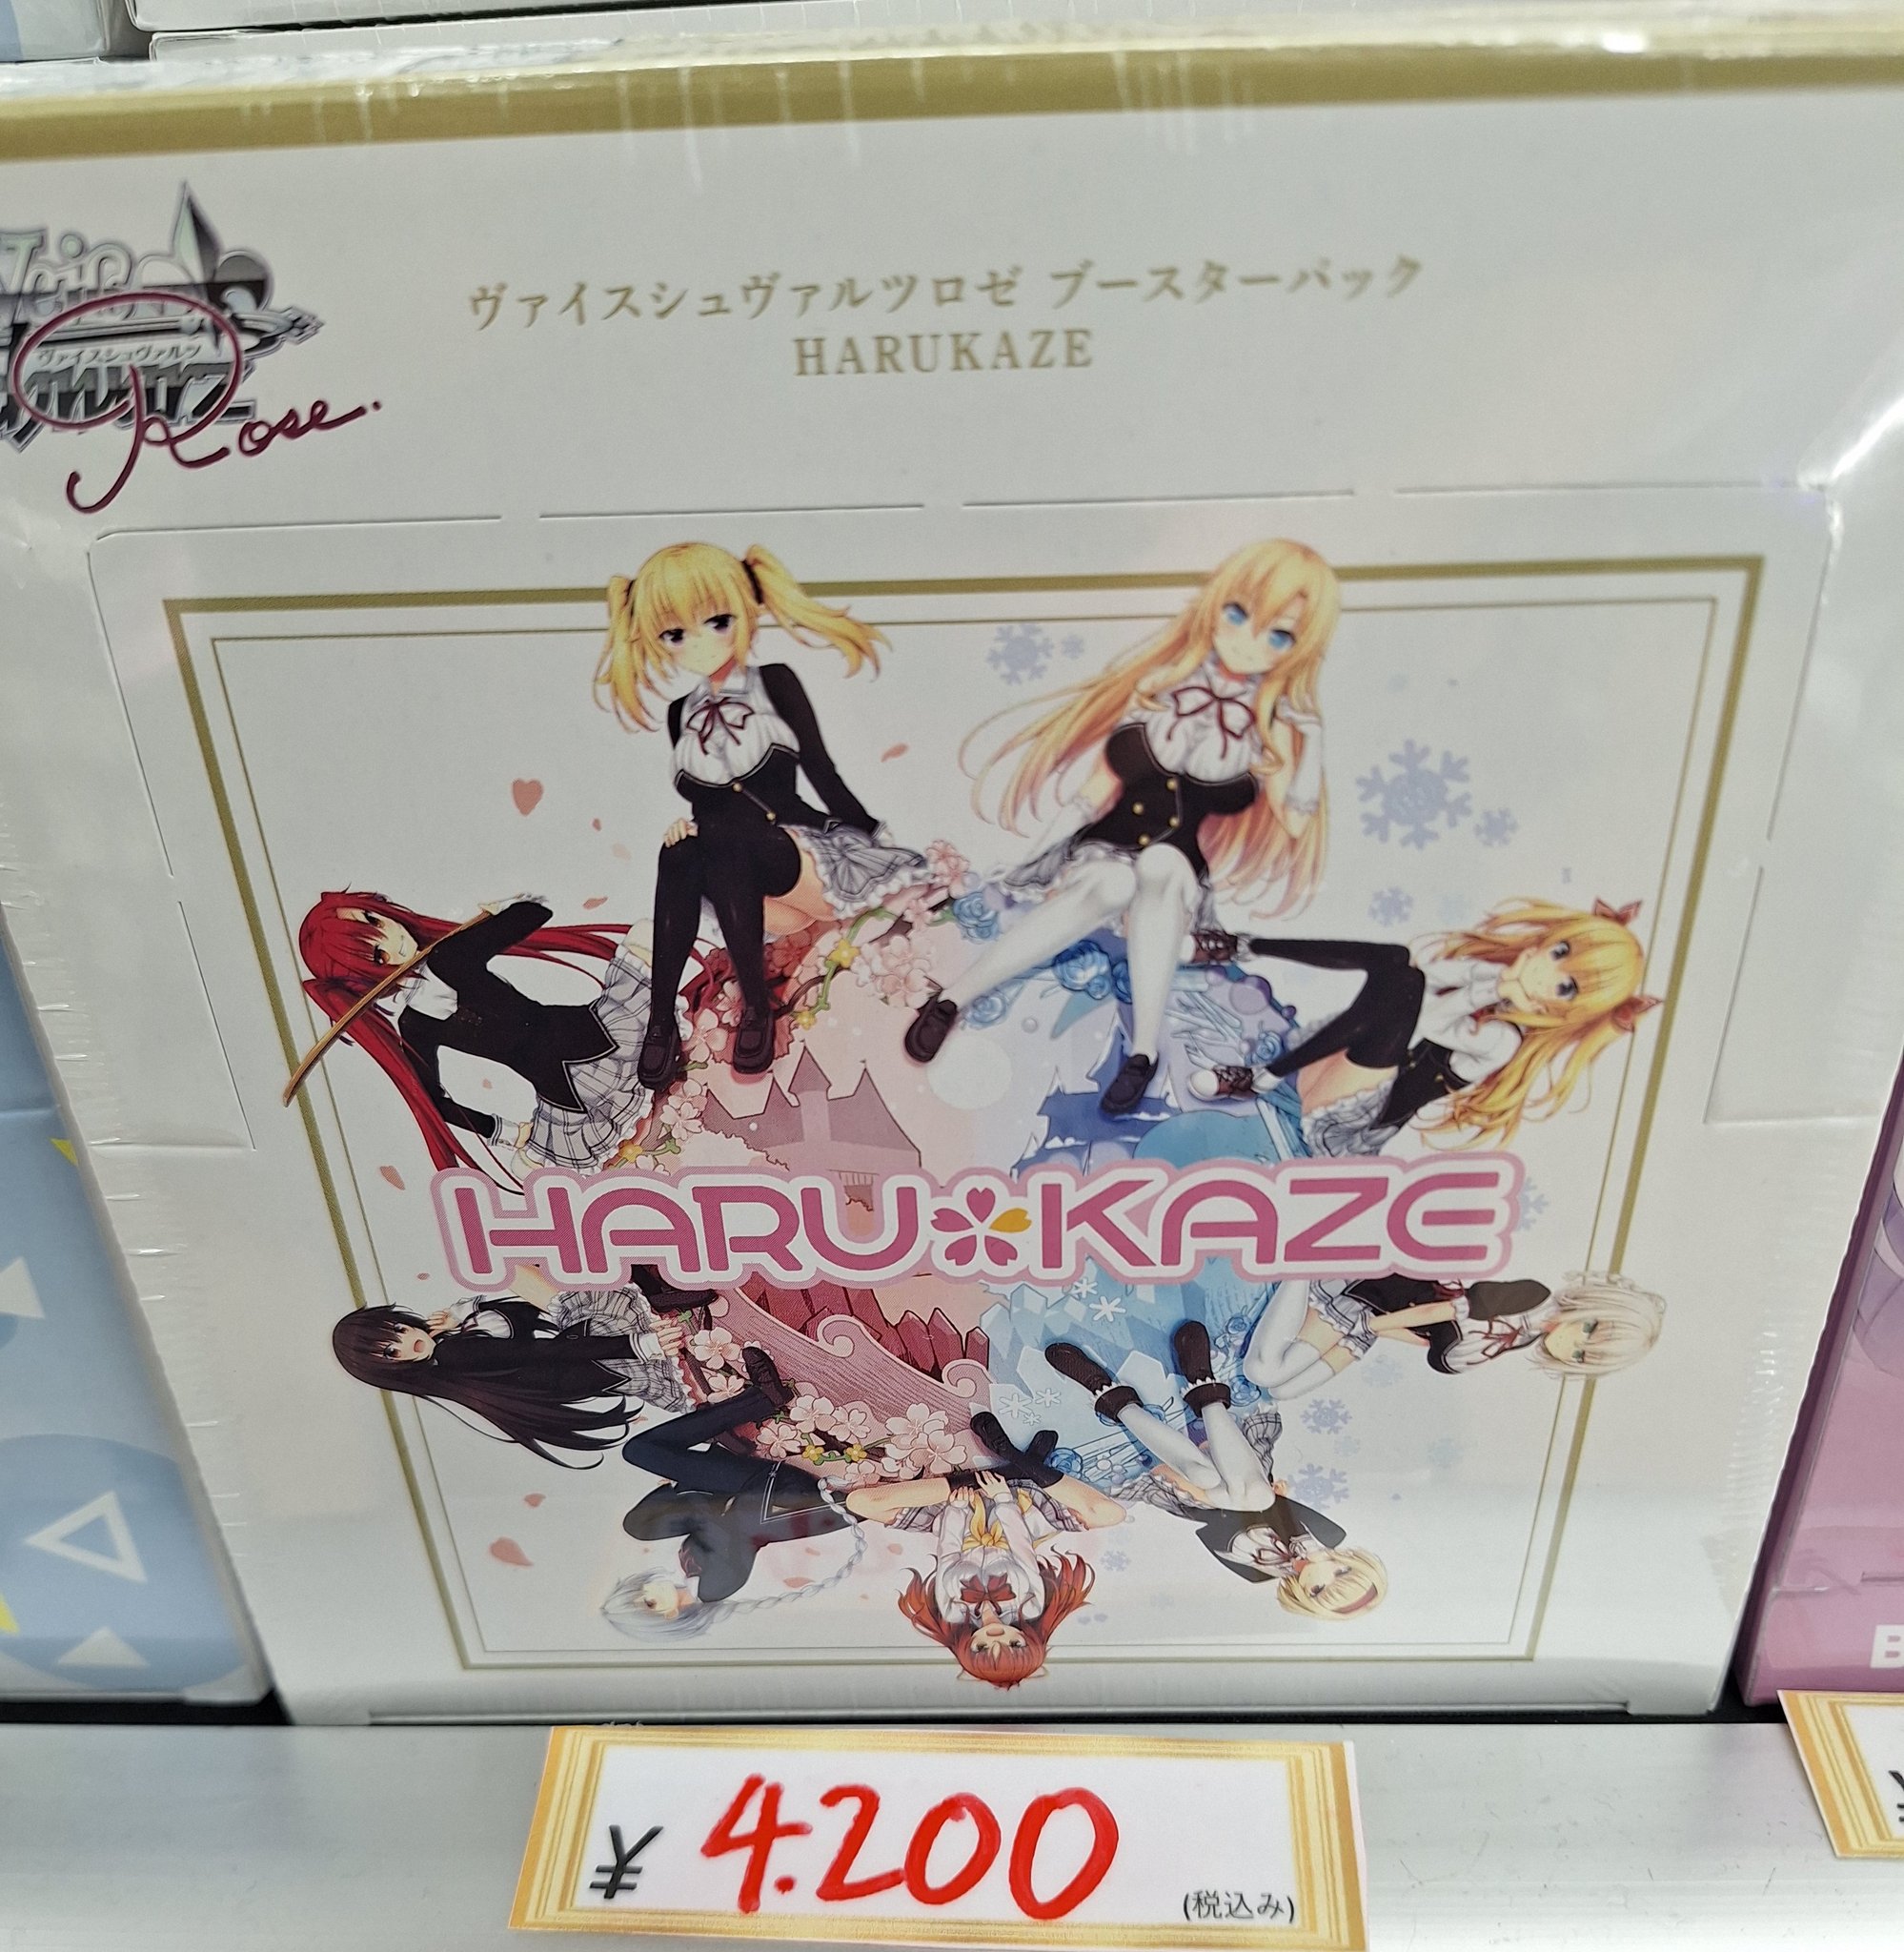 ヴァイスシュヴァルツロゼ ブースターパック
HARUKAZE
ヴァイスシュヴァルツ
Rose.
HARU KAZE
¥ 4.200
(税込み)
B
¥